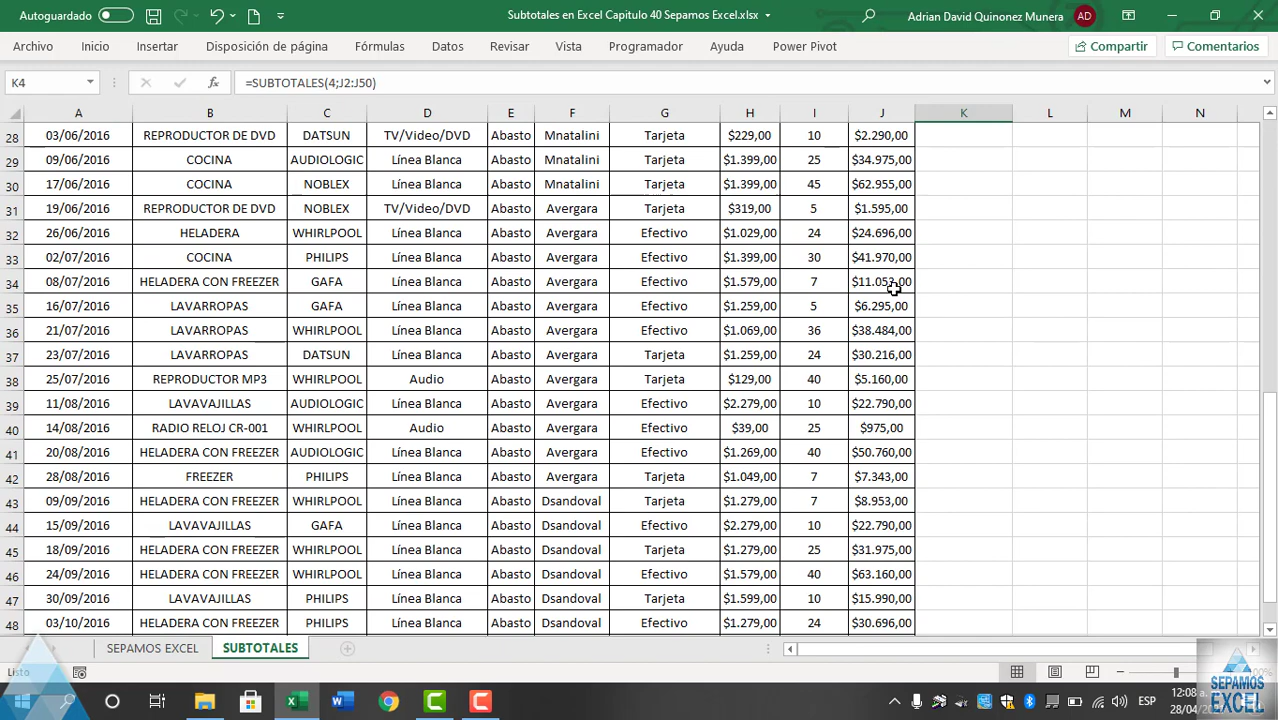 Autoguardado Subtotales en Excel Capitulo 40 Sepamos Excel.xlsx Adrian David Quinonez Munera AD
Archivo Inicio Insertar Disposición de página Fórmulas Datos Revisar Vista Programador Ayuda Power Pivot Compartir Comentarios
K4 fx =SUBTOTALES(4;J2:J50)
A B C D E F G H I J K L M N
28 03/06/2016 REPRODUCTOR DE DVD DATSUN TV/Video/DVD Abasto Mnatalini Tarjeta $229,00 10 $2.290,00
29 09/06/2016 COCINA AUDIOLOGIC Línea Blanca Abasto Mnatalini Tarjeta $1.399,00 25 $34.975,00
30 17/06/2016 COCINA NOBLEX Línea Blanca Abasto Mnatalini Tarjeta $1.399,00 45 $62.955,00
31 19/06/2016 REPRODUCTOR DE DVD NOBLEX TV/Video/DVD Abasto Avergara Tarjeta $319,00 5 $1.595,00
32 26/06/2016 HELADERA WHIRLPOOL Línea Blanca Abasto Avergara Efectivo $1.029,00 24 $24.696,00
33 02/07/2016 COCINA PHILIPS Línea Blanca Abasto Avergara Efectivo $1.399,00 30 $41.970,00
34 08/07/2016 HELADERA CON FREEZER GAFA Línea Blanca Abasto Avergara Efectivo $1.579,00 7 $11.053,00
35 16/07/2016 LAVARROPAS GAFA Línea Blanca Abasto Avergara Efectivo $1.259,00 5 $6.295,00
36 21/07/2016 LAVARROPAS WHIRLPOOL Línea Blanca Abasto Avergara Efectivo $1.069,00 36 $38.484,00
37 23/07/2016 LAVARROPAS DATSUN Línea Blanca Abasto Avergara Tarjeta $1.259,00 24 $30.216,00
38 25/07/2016 REPRODUCTOR MP3 WHIRLPOOL Audio Abasto Avergara Tarjeta $129,00 40 $5.160,00
39 11/08/2016 LAVAVAJILLAS AUDIOLOGIC Línea Blanca Abasto Avergara Efectivo $2.279,00 10 $22.790,00
40 14/08/2016 RADIO RELOJ CR-001 WHIRLPOOL Audio Abasto Avergara Efectivo $39,00 25 $975,00
41 20/08/2016 HELADERA CON FREEZER AUDIOLOGIC Línea Blanca Abasto Avergara Efectivo $1.269,00 40 $50.760,00
42 28/08/2016 FREEZER PHILIPS Línea Blanca Abasto Avergara Tarjeta $1.049,00 7 $7.343,00
43 09/09/2016 HELADERA CON FREEZER WHIRLPOOL Línea Blanca Abasto Dsandoval Tarjeta $1.279,00 7 $8.953,00
44 15/09/2016 LAVAVAJILLAS GAFA Línea Blanca Abasto Dsandoval Efectivo $2.279,00 10 $22.790,00
45 18/09/2016 HELADERA CON FREEZER WHIRLPOOL Línea Blanca Abasto Dsandoval Tarjeta $1.279,00 25 $31.975,00
46 24/09/2016 HELADERA CON FREEZER WHIRLPOOL Línea Blanca Abasto Dsandoval Efectivo $1.579,00 40 $63.160,00
47 30/09/2016 LAVAVAJILLAS PHILIPS Línea Blanca Abasto Dsandoval Tarjeta $1.599,00 10 $15.990,00
48 03/10/2016 HELADERA CON FREEZER PHILIPS Línea Blanca Abasto Dsandoval Efectivo $1.279,00 24 $30.696,00
SEPAMOS EXCEL SUBTOTALES
Listo
ESP 12:08 a.
28/04/
SEPAMOS
EXCEL